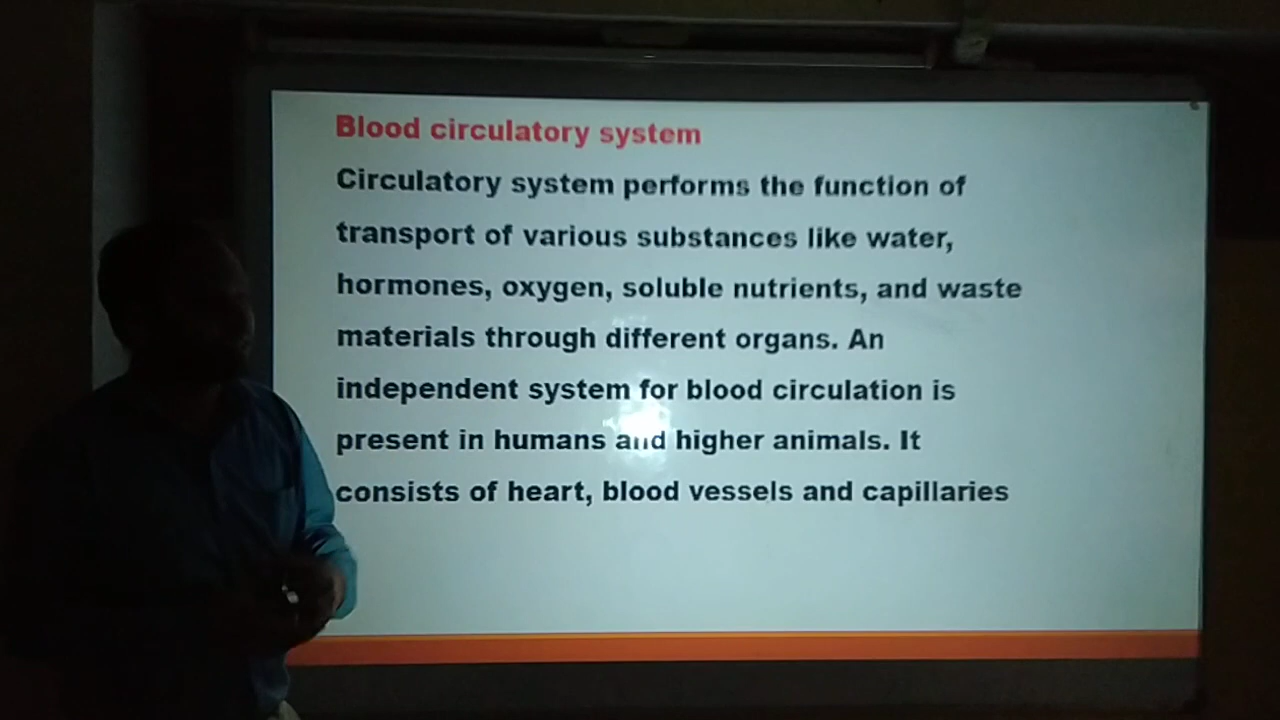 Blood circulatory system
Circulatory system performs the function of
transport of various substances like water,
hormones, oxygen, soluble nutrients, and waste
materials through different organs. An
independent system for blood circulation is
present in humans and higher animals. It
consists of heart, blood vessels and capillaries